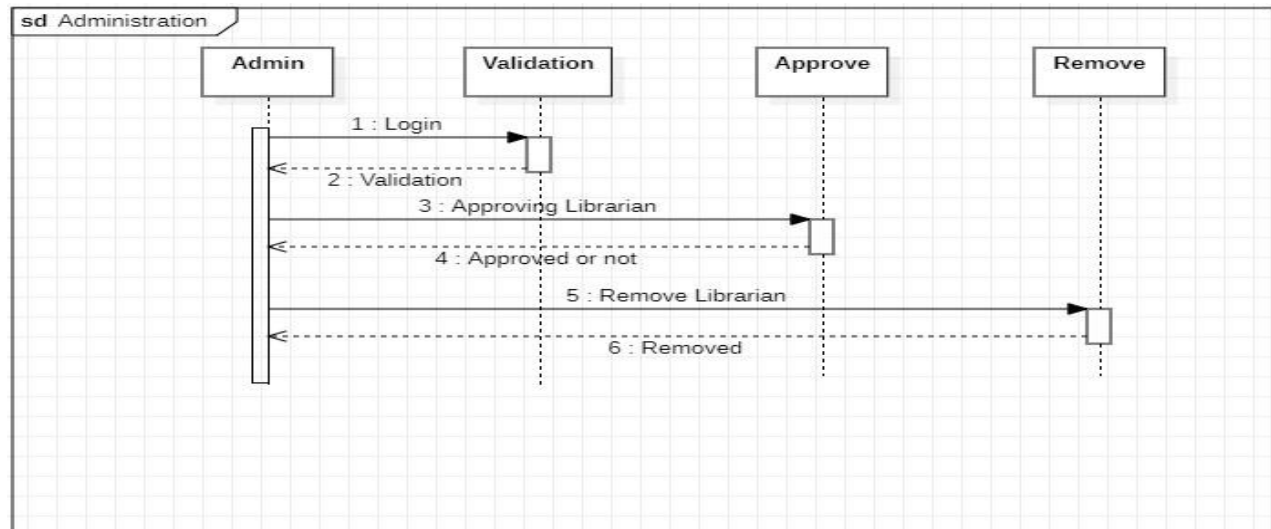 sd Administration
Admin
Validation
Approve
Remove
1 : Login
2 : Validation
3 : Approving Librarian
4 : Approved or not
5 : Remove Librarian
6 : Removed